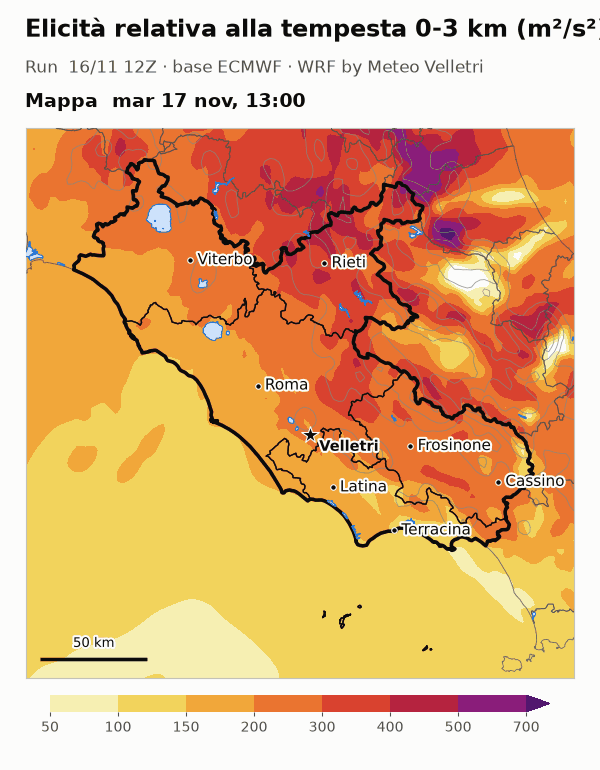 Elicità relativa alla tempesta 0-3 km (m²/s²)
Run 16/11 12Z · base ECMWF · WRF by Meteo Velletri
Mappa mar 17 nov, 13:00
Viterbo
Rieti
Roma
Velletri
Frosinone
Cassino
Latina
Terracina
50 km
50 100 150 200 300 400 500 700